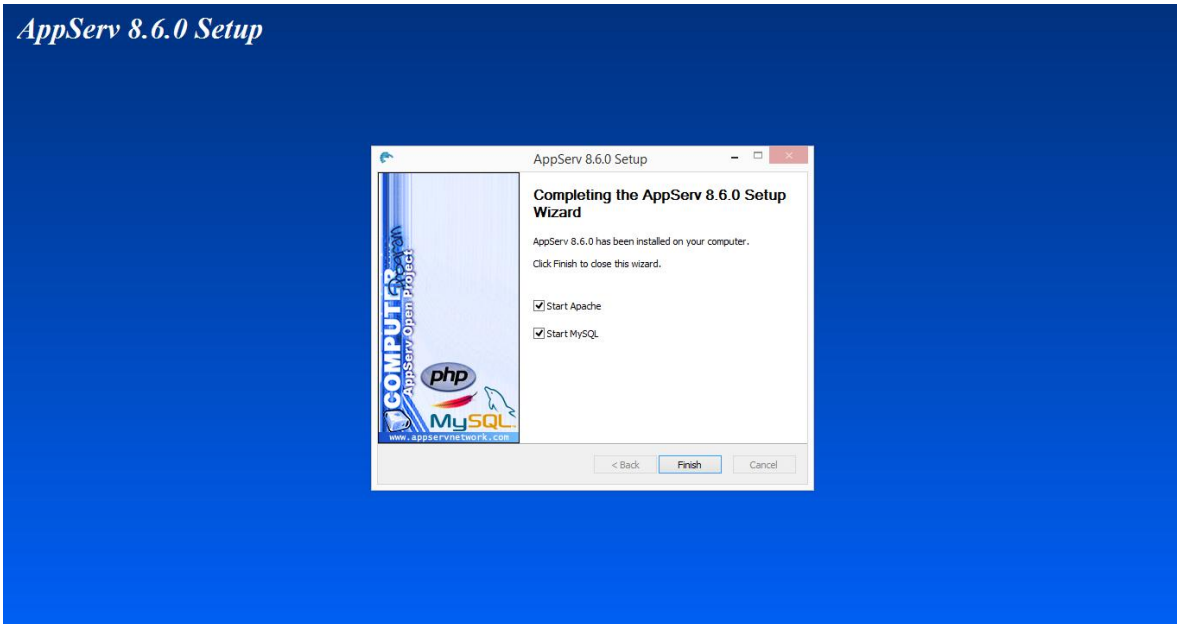 AppServ 8.6.0 Setup
AppServ 8.6.0 Setup
Completing the AppServ 8.6.0 Setup
Wizard
AppServ 8.6.0 has been installed on your computer.
Click Finish to close this wizard.
Start Apache
Start MySQL
COMPUTER
Program
AppServ Open Project
php
MySQL
www.appservnetwork.com
< Back
Finish
Cancel